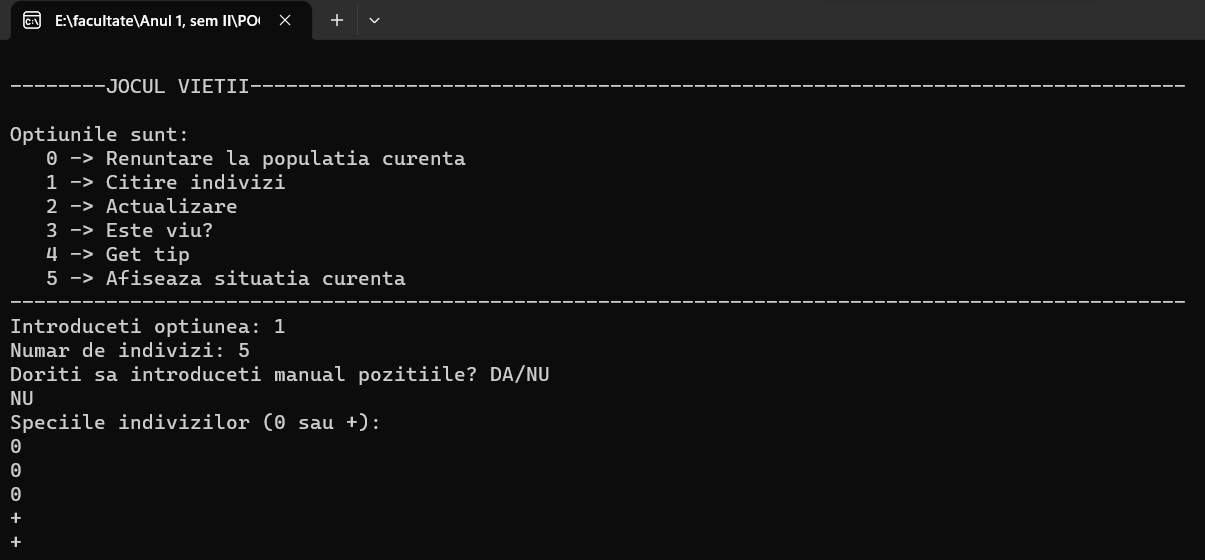 E:\facultate\Anul 1, sem II\PO
--------JOCUL VIETII------------------------------------------------------------------------------
Optiunile sunt:
0 -> Renuntare la populatia curenta
1 -> Citire indivizi
2 -> Actualizare
3 -> Este viu?
4 -> Get tip
5 -> Afiseaza situatia curenta
--------------------------------------------------------------------------------------------------
Introduceti optiunea: 1
Numar de indivizi: 5
Doriti sa introduceti manual pozitiile? DA/NU
NU
Speciile indivizilor (0 sau +):
0
0
0
+
+